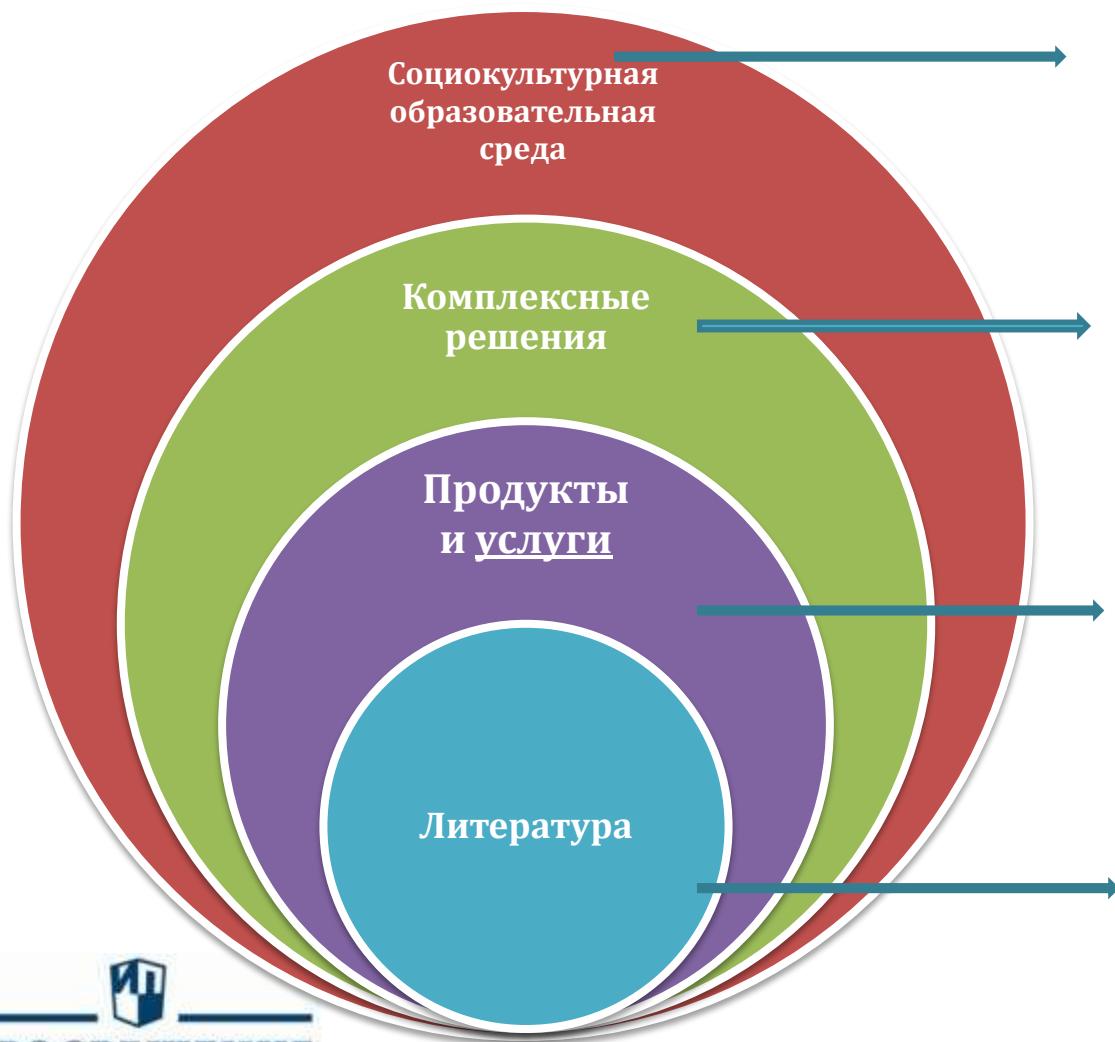 Социокультурная
образовательная
среда
Комплексные
решения
Продукты
и услуги
Литература